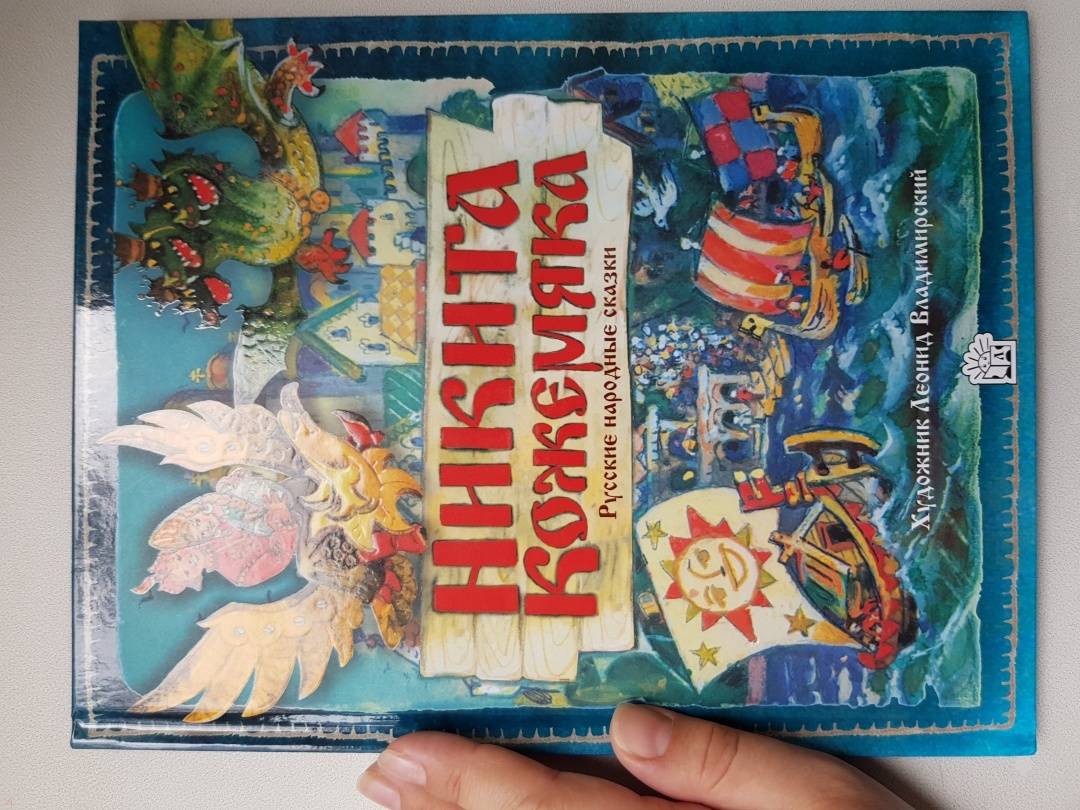 НИКИТА
КОЖЕМЯКА
Русские народные сказки
Художник Леонид Владимирский